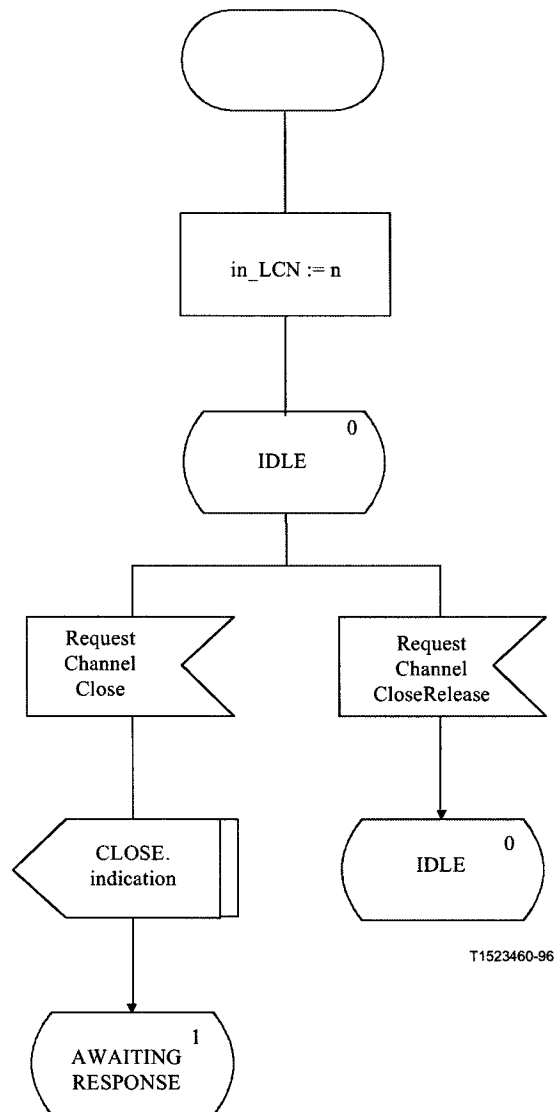 in_LCN := n
0
IDLE
Request
Channel
Close
Request
Channel
CloseRelease
CLOSE.
indication
0
IDLE
T1523460-96
1
AWAITING
RESPONSE